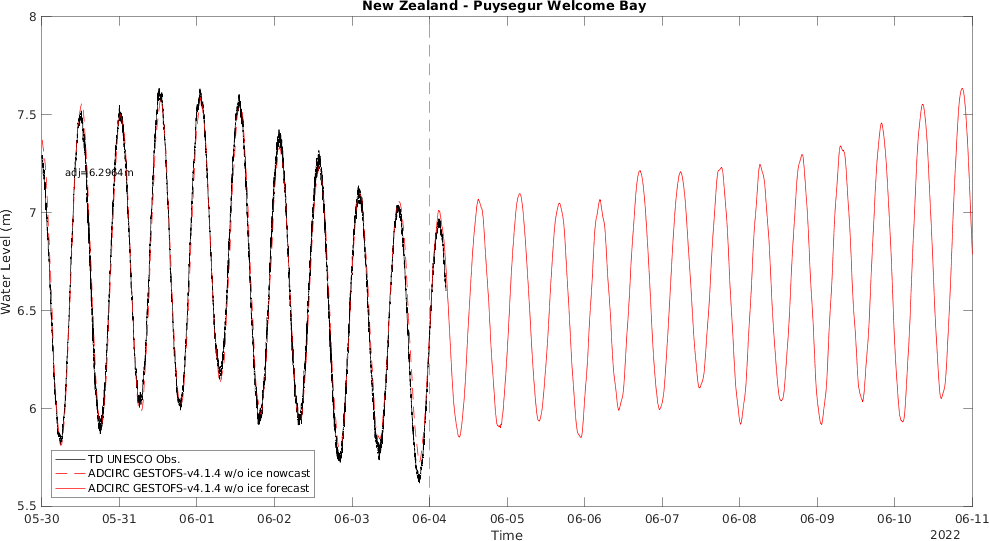 New Zealand - Puysegur Welcome Bay
8
7.5
7
6.5
6
5.5
Water Level (m)
adj=6.2964m
TD UNESCO Obs.
ADCIRC GESTOFS-v4.1.4 w/o ice nowcast
ADCIRC GESTOFS-v4.1.4 w/o ice forecast
05-30 05-31 06-01 06-02 06-03 06-04 06-05 06-06 06-07 06-08 06-09 06-10 06-11
Time
2022